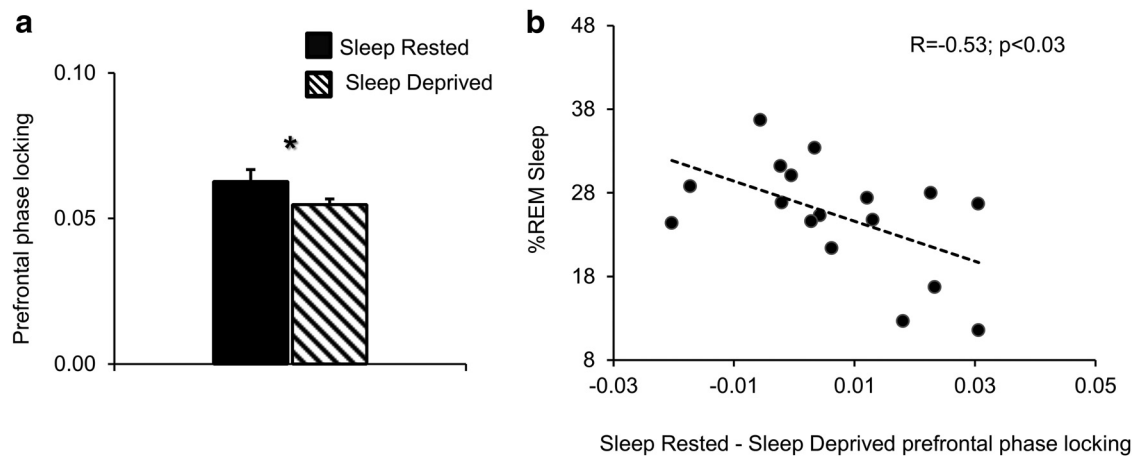 a
Sleep Rested
Sleep Deprived
Prefrontal phase locking
0.10
0.05
0.00
*
b
R=-0.53; p<0.03
%REM Sleep
48
38
28
18
8
-0.03 -0.01 0.01 0.03 0.05
Sleep Rested - Sleep Deprived prefrontal phase locking